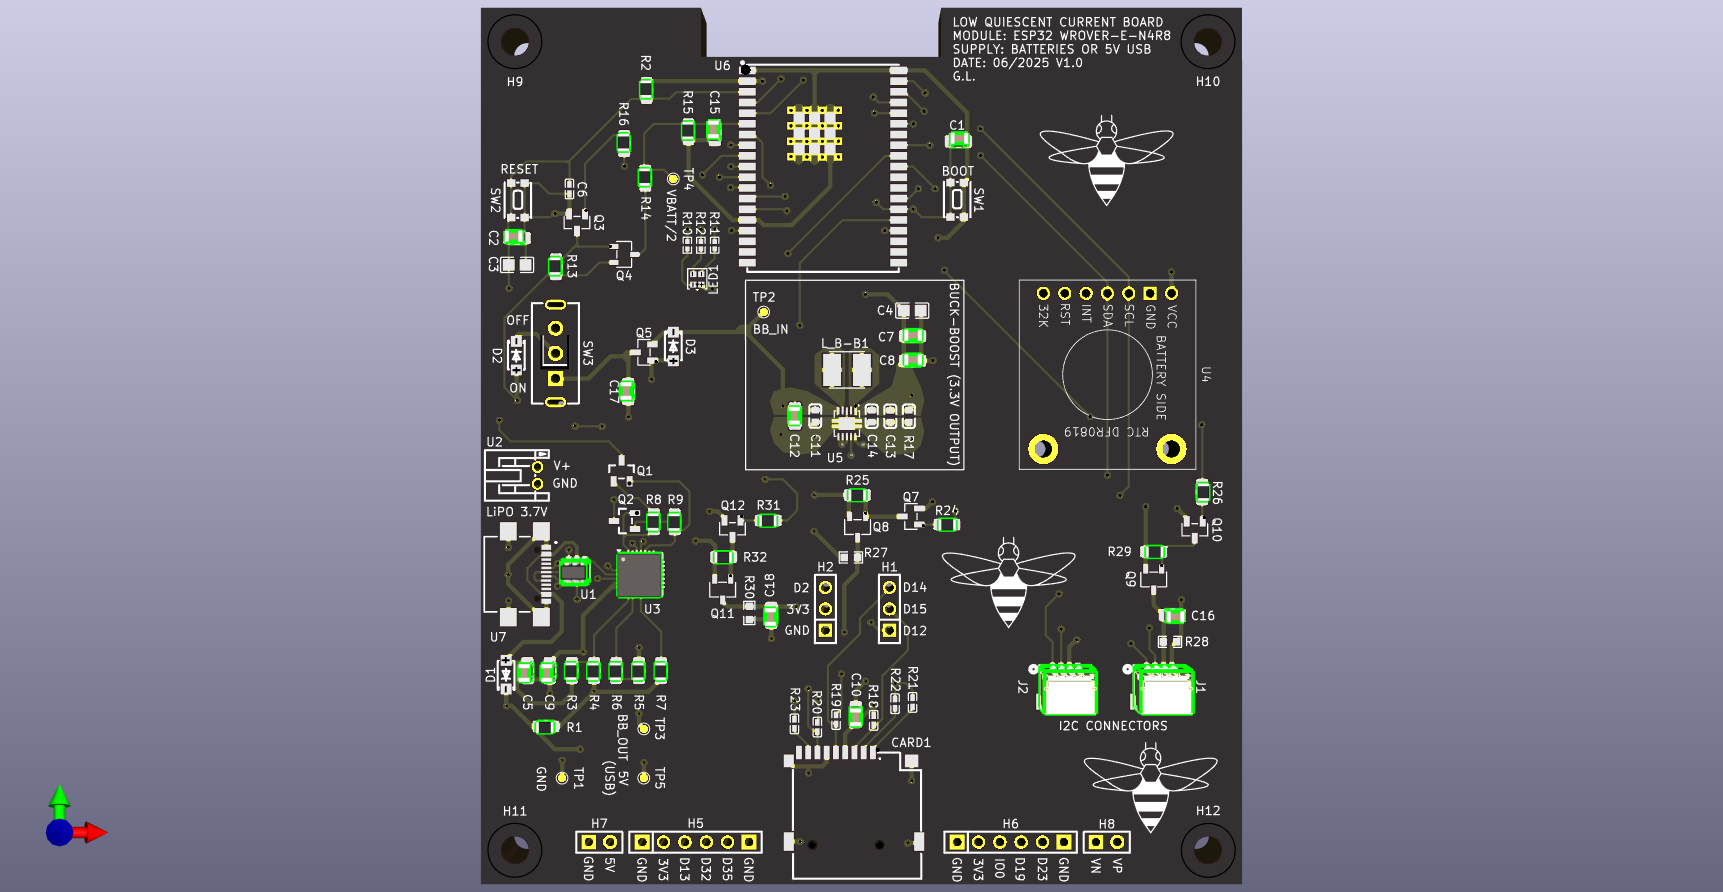 LOW QUIESCENT CURRENT BOARD
MODULE: ESP32 WROVER-E-N4R8
SUPPLY: BATTERIES OR 5V USB
DATE: 06/2025 V1.0
G.L.
H9
H10
R2
U6
R16
R15
C15
C1
RESET
SW2
C6
Q3
R14
TP4
VBATT/2
BOOT
SW1
C2
C3
R13
Q4
R10
R12
R11
LED1
TP2
BB_IN
C4
C7
C8
L_B-B1
BUCK-BOOST (3.3V OUTPUT)
C12
C11
U5
C14
C13
R17
32K
RST
INT
SDA
SCL
GND
VCC
BATTERY SIDE
RTC DFR0819
U4
OFF
ON
D2
SW3
Q5
D3
C17
U2
V+
GND
LiPO 3.7V
Q1
Q2
R8
R9
U1
U3
U7
Q12
R31
R32
Q11
R30
C18
R25
Q7
Q8
R24
R27
H2
H1
D2
3V3
GND
D14
D15
D12
R26
Q10
R29
Q9
C16
R28
J2
J1
I2C CONNECTORS
D1
C5
C9
R3
R4
R6
R5
R7
R1
BB_OUT
TP3
5V
(USB)
TP5
GND
TP1
R23
R20
R19
C10
R18
R22
R21
CARD1
H11
H12
H7
GND
5V
H5
GND
3V3
D13
D32
D35
GND
H6
GND
3V3
IO0
D19
D23
GND
H8
VN
VP